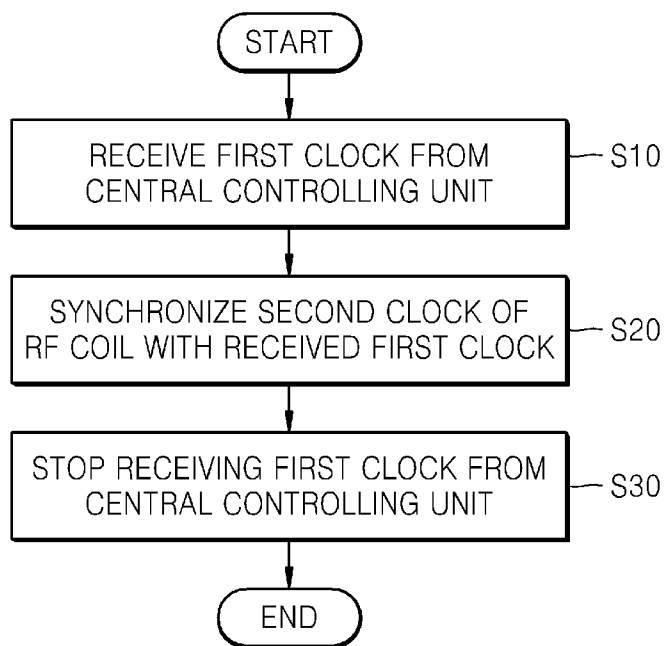 START
RECEIVE FIRST CLOCK FROM
CENTRAL CONTROLLING UNIT
S10
SYNCHRONIZE SECOND CLOCK OF
RF COIL WITH RECEIVED FIRST CLOCK
S20
STOP RECEIVING FIRST CLOCK FROM
CENTRAL CONTROLLING UNIT
S30
END